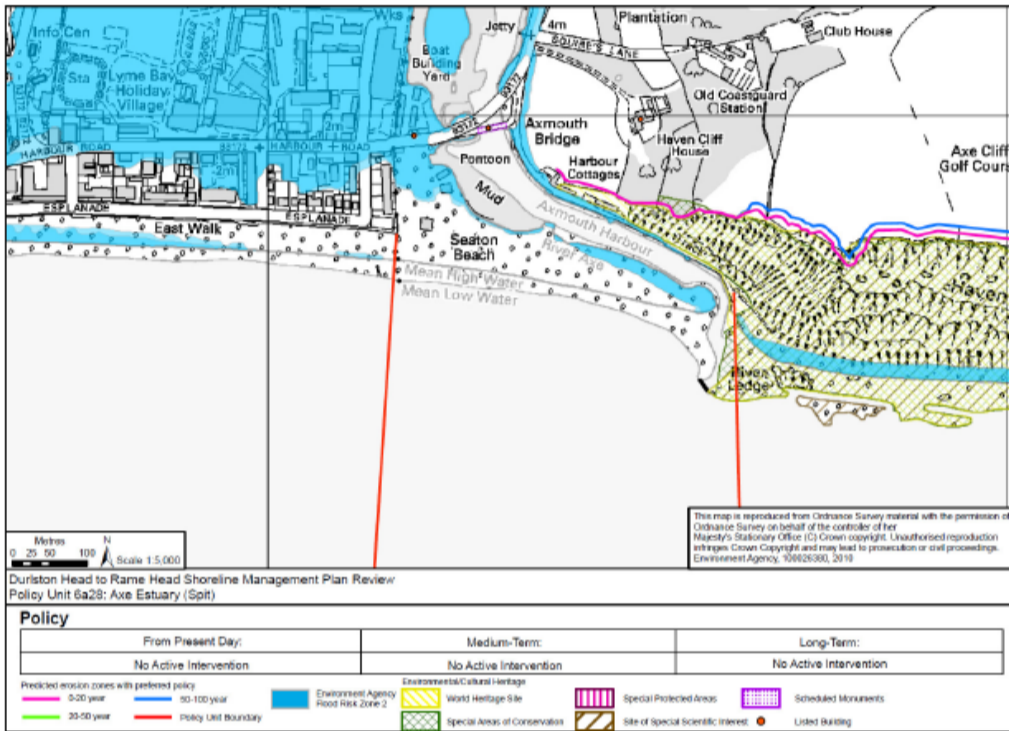 Plantation
Club House
Info Cen
Wks
Jetty
4m
SQUIRE'S LANE
Boat
Building
Yard
Sta
Lyme Bay
Holiday
Village
Old Coastguard
Station
B3172
2m
B3172
Axmouth
Bridge
Haven Cliff
House
Axe Cliff
Golf Cours
HARBOUR ROAD
B3172
HARBOUR ROAD
Pontoon
Harbour
Cottages
2m
Mud
ESPLANADE
ESPLANADE
East Walk
Axmouth Harbour
Track
Seaton
Beach
River Axe
Mean High Water
Mean Low Water
Haven
Haven
Ledge
Metres
0 25 50 100
N
Scale 1:5,000
This map is reproduced from Ordnance Survey material with the permission of
Ordnance Survey on behalf of the controller of her
Majesty's Stationary Office (C) Crown copyright. Unauthorised reproduction
infringes Crown Copyright and may lead to prosecution or civil proceedings.
Environment Agency, 100026380, 2010
Durlston Head to Rame Head Shoreline Management Plan Review
Policy Unit 6a28: Axe Estuary (Spit)
Policy
From Present Day: Medium-Term: Long-Term:
No Active Intervention No Active Intervention No Active Intervention
Predicted erosion zones with preferred policy
0-20 year
50-100 year
20-50 year
Policy Unit Boundary
Environment Agency
Flood Risk Zone 2
Environmental/Cultural Heritage
World Heritage Site
Special Protected Areas
Scheduled Monuments
Special Areas of Conservation
Site of Special Scientific Interest
Listed Building